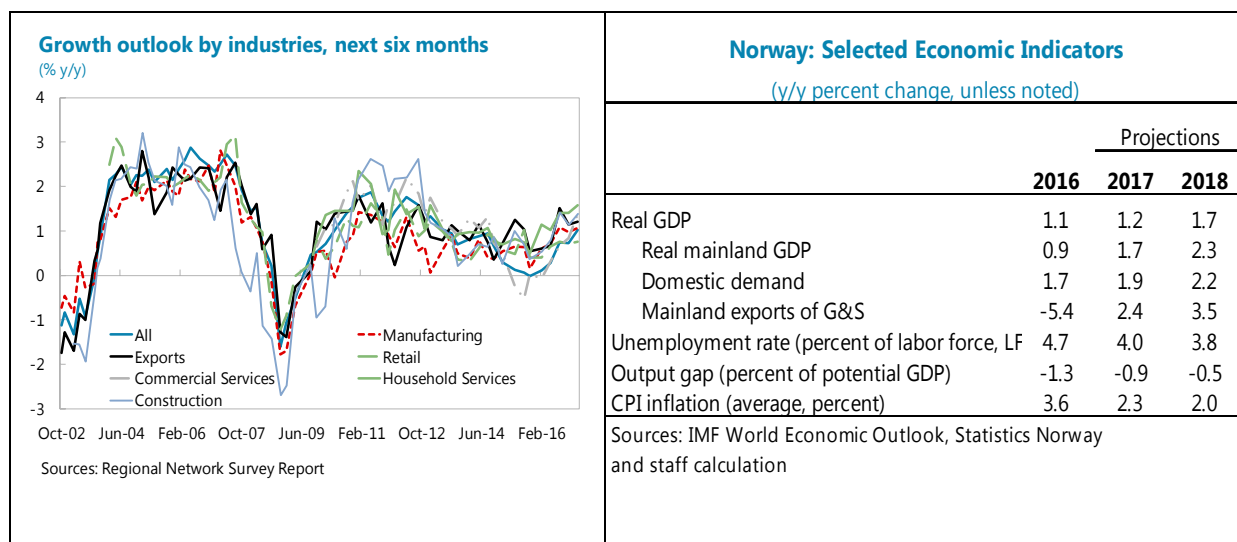 Growth outlook by industries, next six months
(% y/y)
4
3
2
1
0
-1
-2
-3
All
Manufacturing
Exports
Retail
Commercial Services
Household Services
Construction
Oct-02 Jun-04 Feb-06 Oct-07 Jun-09 Feb-11 Oct-12 Jun-14 Feb-16
Sources: Regional Network Survey Report
Norway: Selected Economic Indicators
(y/y percent change, unless noted)
Projections
2016 2017 2018
Real GDP 1.1 1.2 1.7
Real mainland GDP 0.9 1.7 2.3
Domestic demand 1.7 1.9 2.2
Mainland exports of G&S -5.4 2.4 3.5
Unemployment rate (percent of labor force, LF 4.7 4.0 3.8
Output gap (percent of potential GDP) -1.3 -0.9 -0.5
CPI inflation (average, percent) 3.6 2.3 2.0
Sources: IMF World Economic Outlook, Statistics Norway
and staff calculation